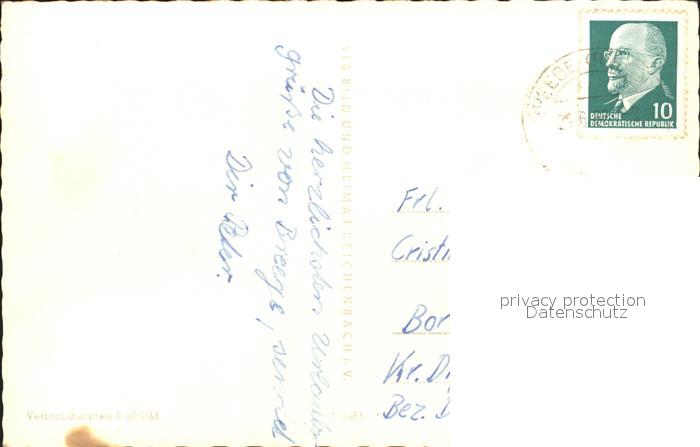 Die herzlichsten Urlaubs
grüße von Breege, sendet
Dir Peter.
VEB BILD UND HEIMAT REICHENBACH I. V.
10
DEUTSCHE
DEMOKRATISCHE REPUBLIK
Frl.
Cristi
Bor
Kr. D
Bez. D
privacy protection
Datenschutz
Verbraucherpreis 0.20 DM